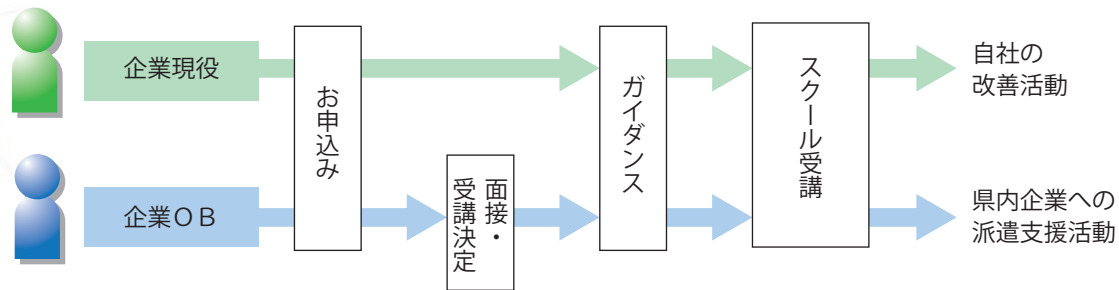 企業現役
お申込み
ガイダンス
スクール受講
自社の
改善活動
企業ＯＢ
面接・
受講決定
県内企業への
派遣支援活動